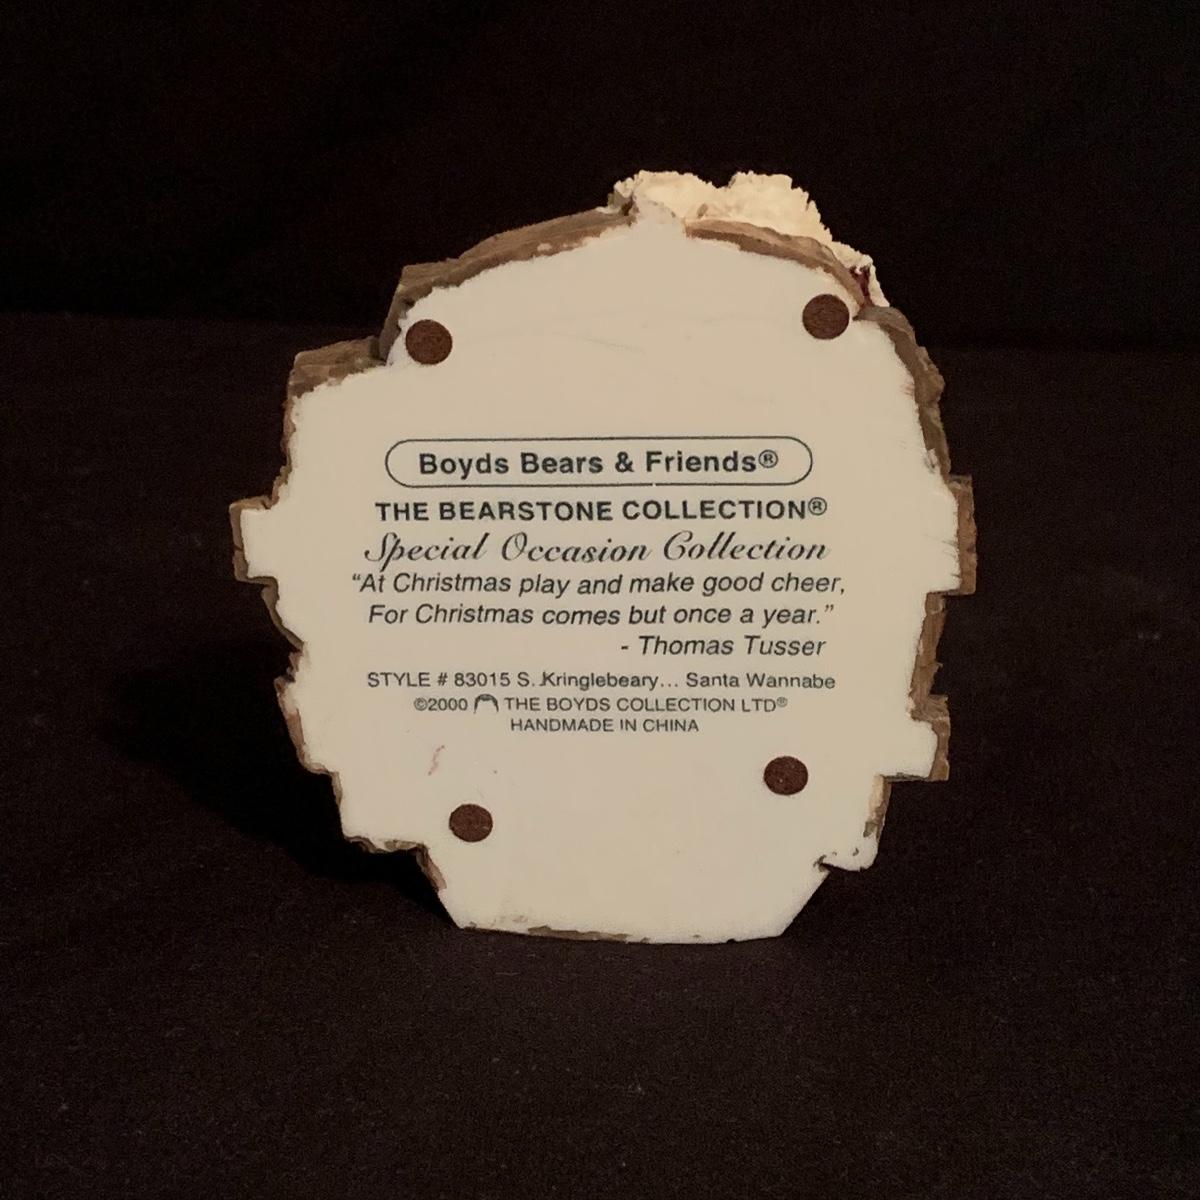 Boyds Bears & Friends®
THE BEARSTONE COLLECTION®
Special Occasion Collection
“At Christmas play and make good cheer,
For Christmas comes but once a year.”
- Thomas Tusser
STYLE # 83015 S. Kringlebeary... Santa Wannabe
©2000 THE BOYDS COLLECTION LTD®
HANDMADE IN CHINA